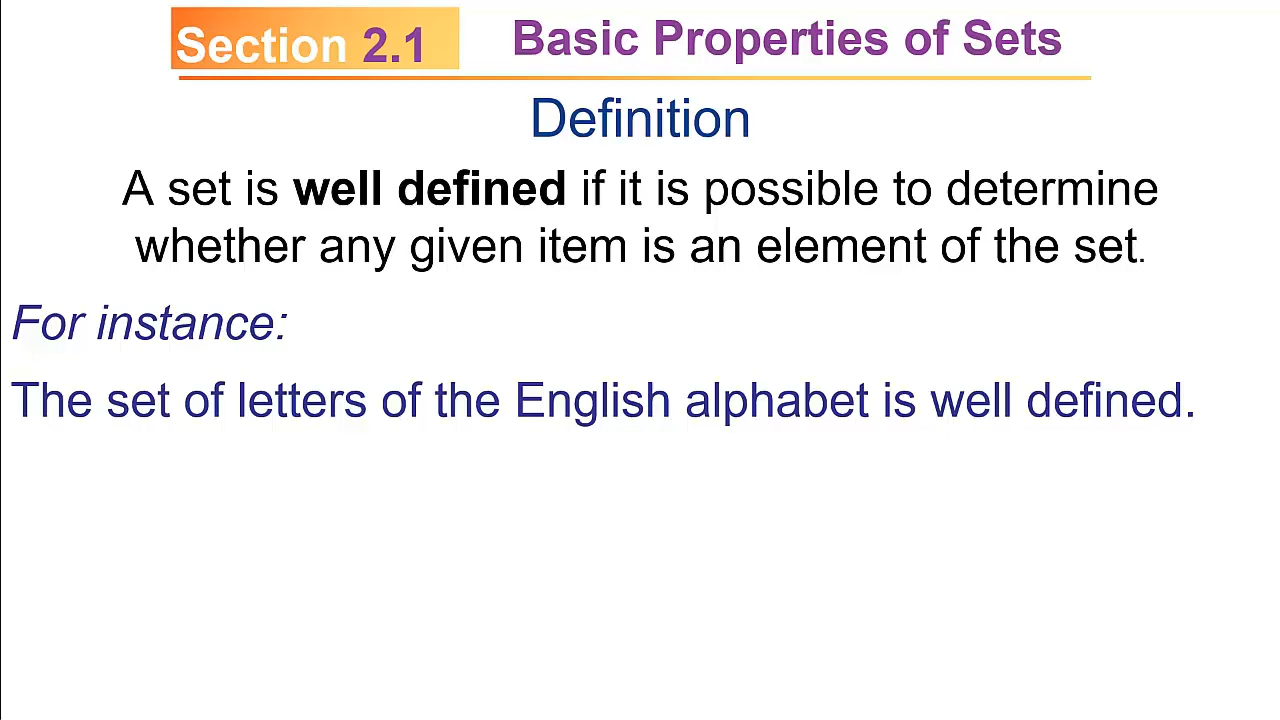 Section 2.1 Basic Properties of Sets
Definition
A set is well defined if it is possible to determine
whether any given item is an element of the set.
For instance:
The set of letters of the English alphabet is well defined.